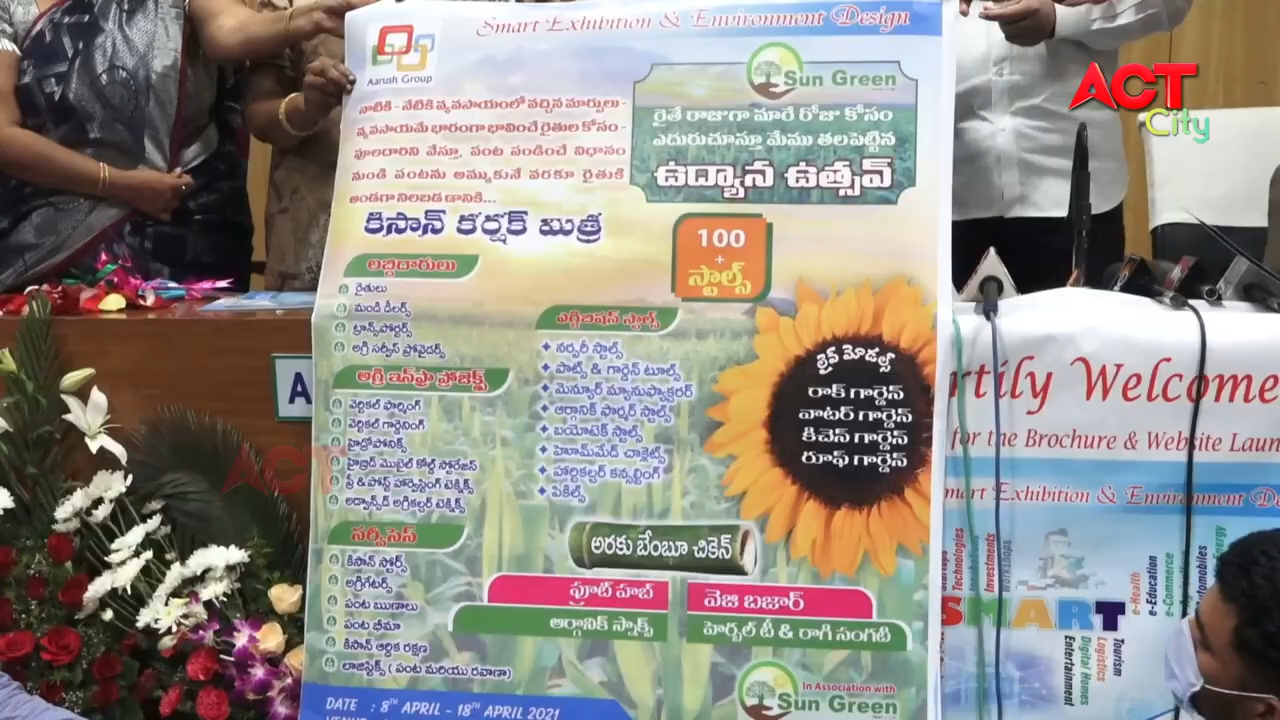 Smart Exhibition & Environment Design
Aarush Group
Sun Green
నాటికి - నేటికి వ్యవసాయంలో వచ్చిన మార్పులు -
వ్యవసాయమే భారంగా భావించే రైతుల కోసం -
పూలదారిని వేస్తూ, పంట పండించే విధానం
నుండి పంటను అమ్ముకునే వరకూ రైతుకి
అండగా నిలబడడానికి...
కిసాన్ కర్షక్ మిత్ర
రైతే రాజుగా మారే రోజు కోసం
ఎదురుచూస్తూ మేము తలపెట్టిన
ఉద్యాన ఉత్సవ్
100
+
స్టాల్స్
లబ్దిదారులు
రైతులు
మండి డీలర్స్
ట్రాన్స్‌పోర్టర్స్
అగ్రి సర్వీస్ ప్రోవైడర్స్
అగ్రి ఇన్‌ఫ్రా ప్రోజెక్ట్స్
వెర్టికల్ ఫార్మింగ్
వెర్టికల్ గార్డెనింగ్
హైడ్రోపోనిక్స్
హైబ్రిడ్ మొబైల్ కోల్డ్ స్టోరేజస్
ప్రీ & పోస్ట్ హార్వెస్టింగ్ టెక్నిక్స్
అడ్వాన్స్‌డ్ అగ్రికల్చర్ టెక్నిక్స్
సర్వీసెస్
కిసాన్ స్టోర్స్
అగ్రిగేటర్స్
పంట ఋణాలు
పంట భీమా
కిసాన్ ఆర్థిక రక్షణ
లాజిస్టిక్స్ ( పంట మరియు రవాణా)
ఎగ్జిబిషన్ స్టాల్స్
నర్సరీ స్టాల్స్
పాట్స్ & గార్డెన్ టూల్స్
మెన్యూర్ మ్యానుఫ్యాక్చరర్
ఆర్గానిక్ ఫార్మర్ స్టాల్స్
బయోటెక్ స్టాల్స్
హెూమ్‌మేడ్ చాక్లెట్స్
హార్టికల్చర్ కన్సల్టింగ్
పికిల్స్
లైవ్ మోడల్స్
రాక్ గార్డెన్
వాటర్ గార్డెన్
కిచెన్ గార్డెన్
రూఫ్ గార్డెన్
అరకు బేంబూ చికెన్
ఫ్రూట్ హబ్
వెజి బజార్
ఆర్గానిక్ స్నాక్స్
హెర్బల్ టీ & రాగి సంగటి
DATE : 8TH APRIL - 18TH APRIL 2021
In Association with
Sun Green
ACT
City
A
rtily Welcome
for the Brochure & Website Laun
mart Exhibition & Environment De
Technologies
Investments
SMART
e-Health
e-Education
e-Commerce
Tourism
Logistics
Digital Homes
Entertainment